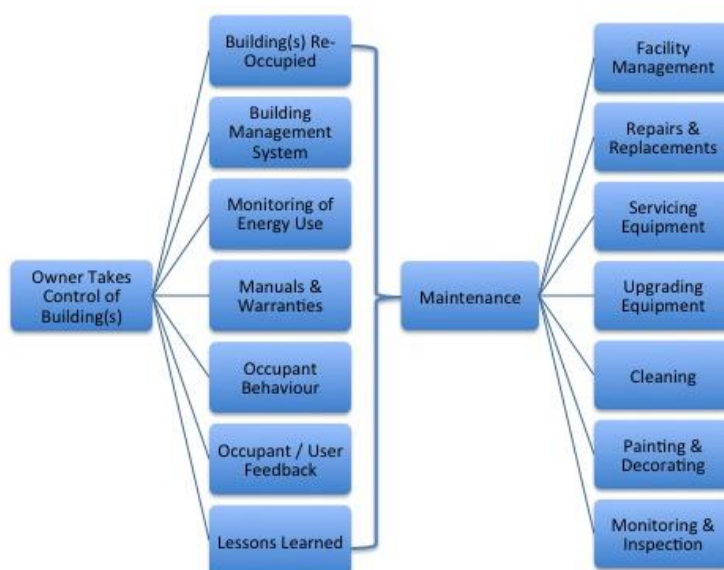 Owner Takes
Control of
Building(s)
Building(s) Re-
Occupied
Building
Management
System
Monitoring of
Energy Use
Manuals &
Warranties
Occupant
Behaviour
Occupant / User
Feedback
Lessons Learned
Maintenance
Facility
Management
Repairs &
Replacements
Servicing
Equipment
Upgrading
Equipment
Cleaning
Painting &
Decorating
Monitoring &
Inspection